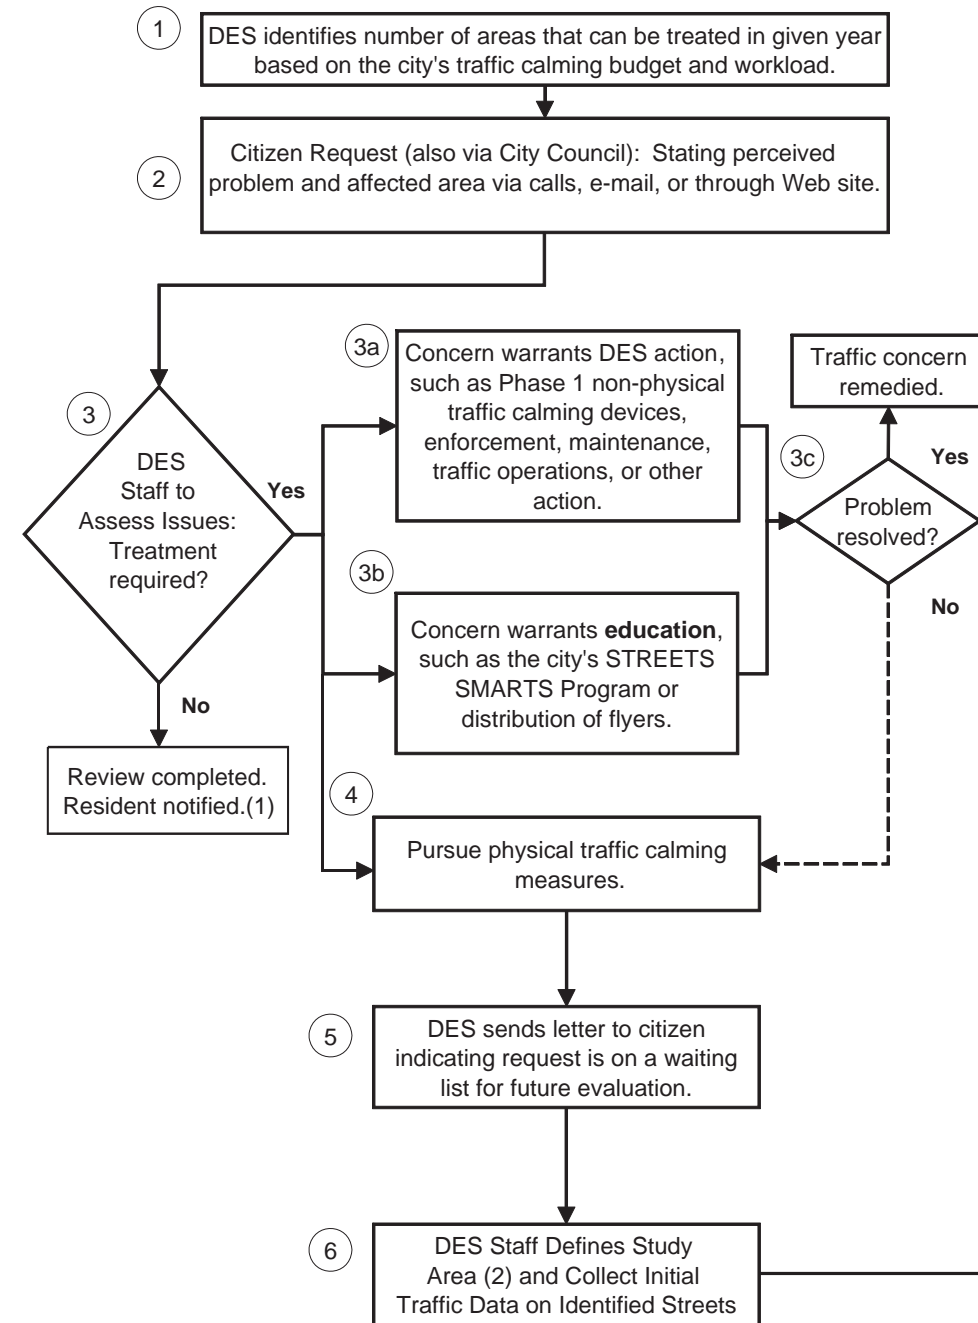 1
DES identifies number of areas that can be treated in given year
based on the city's traffic calming budget and workload.
2
Citizen Request (also via City Council): Stating perceived
problem and affected area via calls, e-mail, or through Web site.
3
DES
Staff to
Assess Issues:
Treatment
required?
Yes
No
Review completed.
Resident notified.(1)
3a
Concern warrants DES action,
such as Phase 1 non-physical
traffic calming devices,
enforcement, maintenance,
traffic operations, or other
action.
3b
Concern warrants education,
such as the city's STREETS
SMARTS Program or
distribution of flyers.
3c
Problem
resolved?
Yes
Traffic concern
remedied.
No
4
Pursue physical traffic calming
measures.
5
DES sends letter to citizen
indicating request is on a waiting
list for future evaluation.
6
DES Staff Defines Study
Area (2) and Collect Initial
Traffic Data on Identified Streets